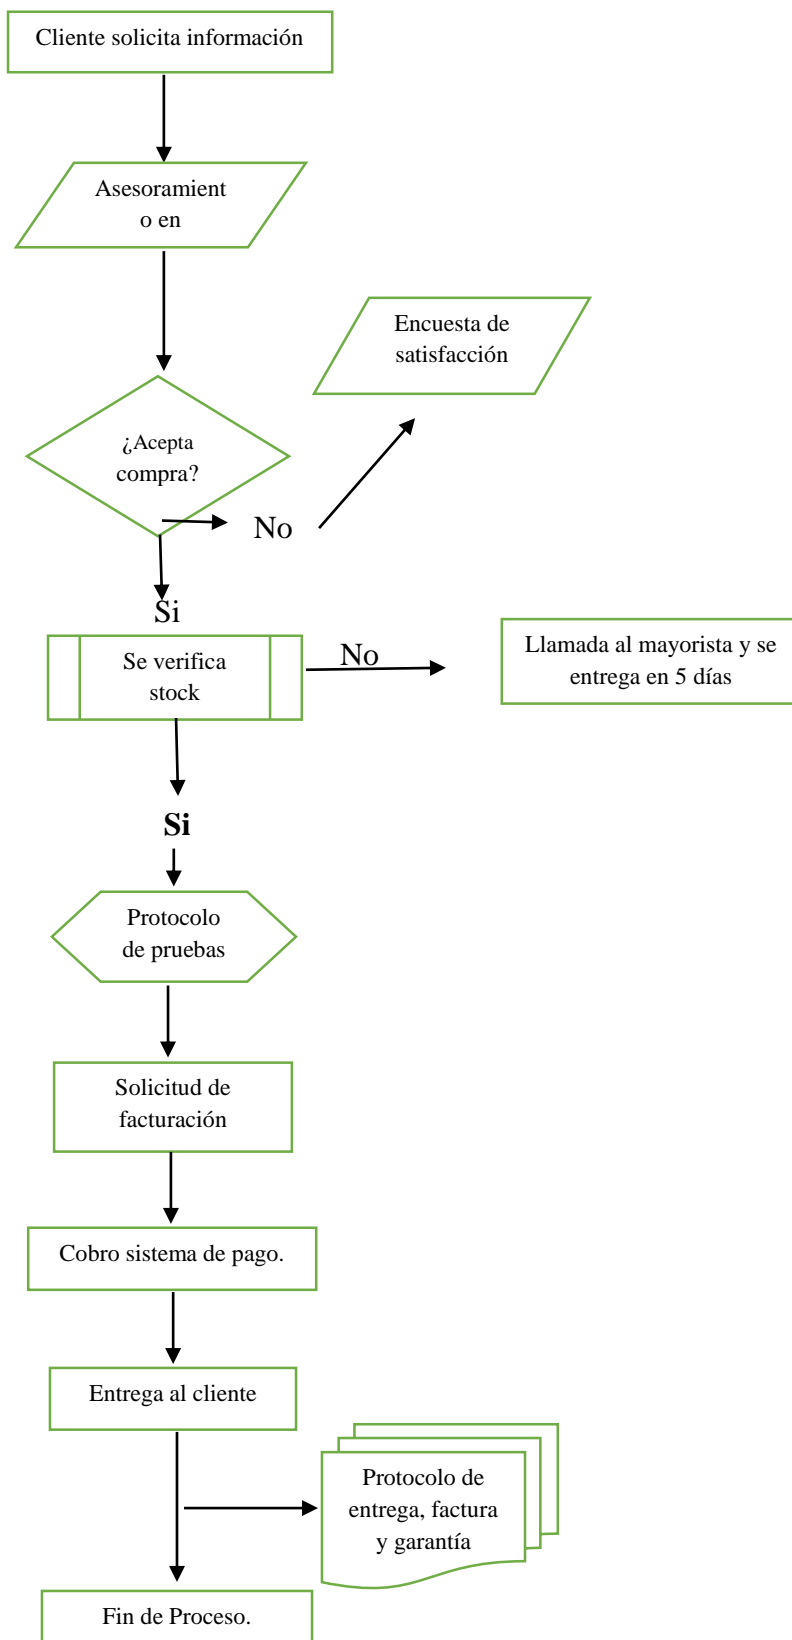 Cliente solicita información
Asesoramient
o en
Encuesta de
satisfacción
¿Acepta
compra?
No
Si
Se verifica
stock
No
Llamada al mayorista y se
entrega en 5 días
Si
Protocolo
de pruebas
Solicitud de
facturación
Cobro sistema de pago.
Entrega al cliente
Protocolo de
entrega, factura
y garantía
Fin de Proceso.